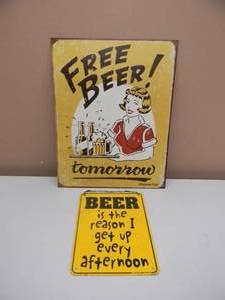 FREE
BEER!
tomorrow
BEER
is the
reason I
get up
every
afternoon